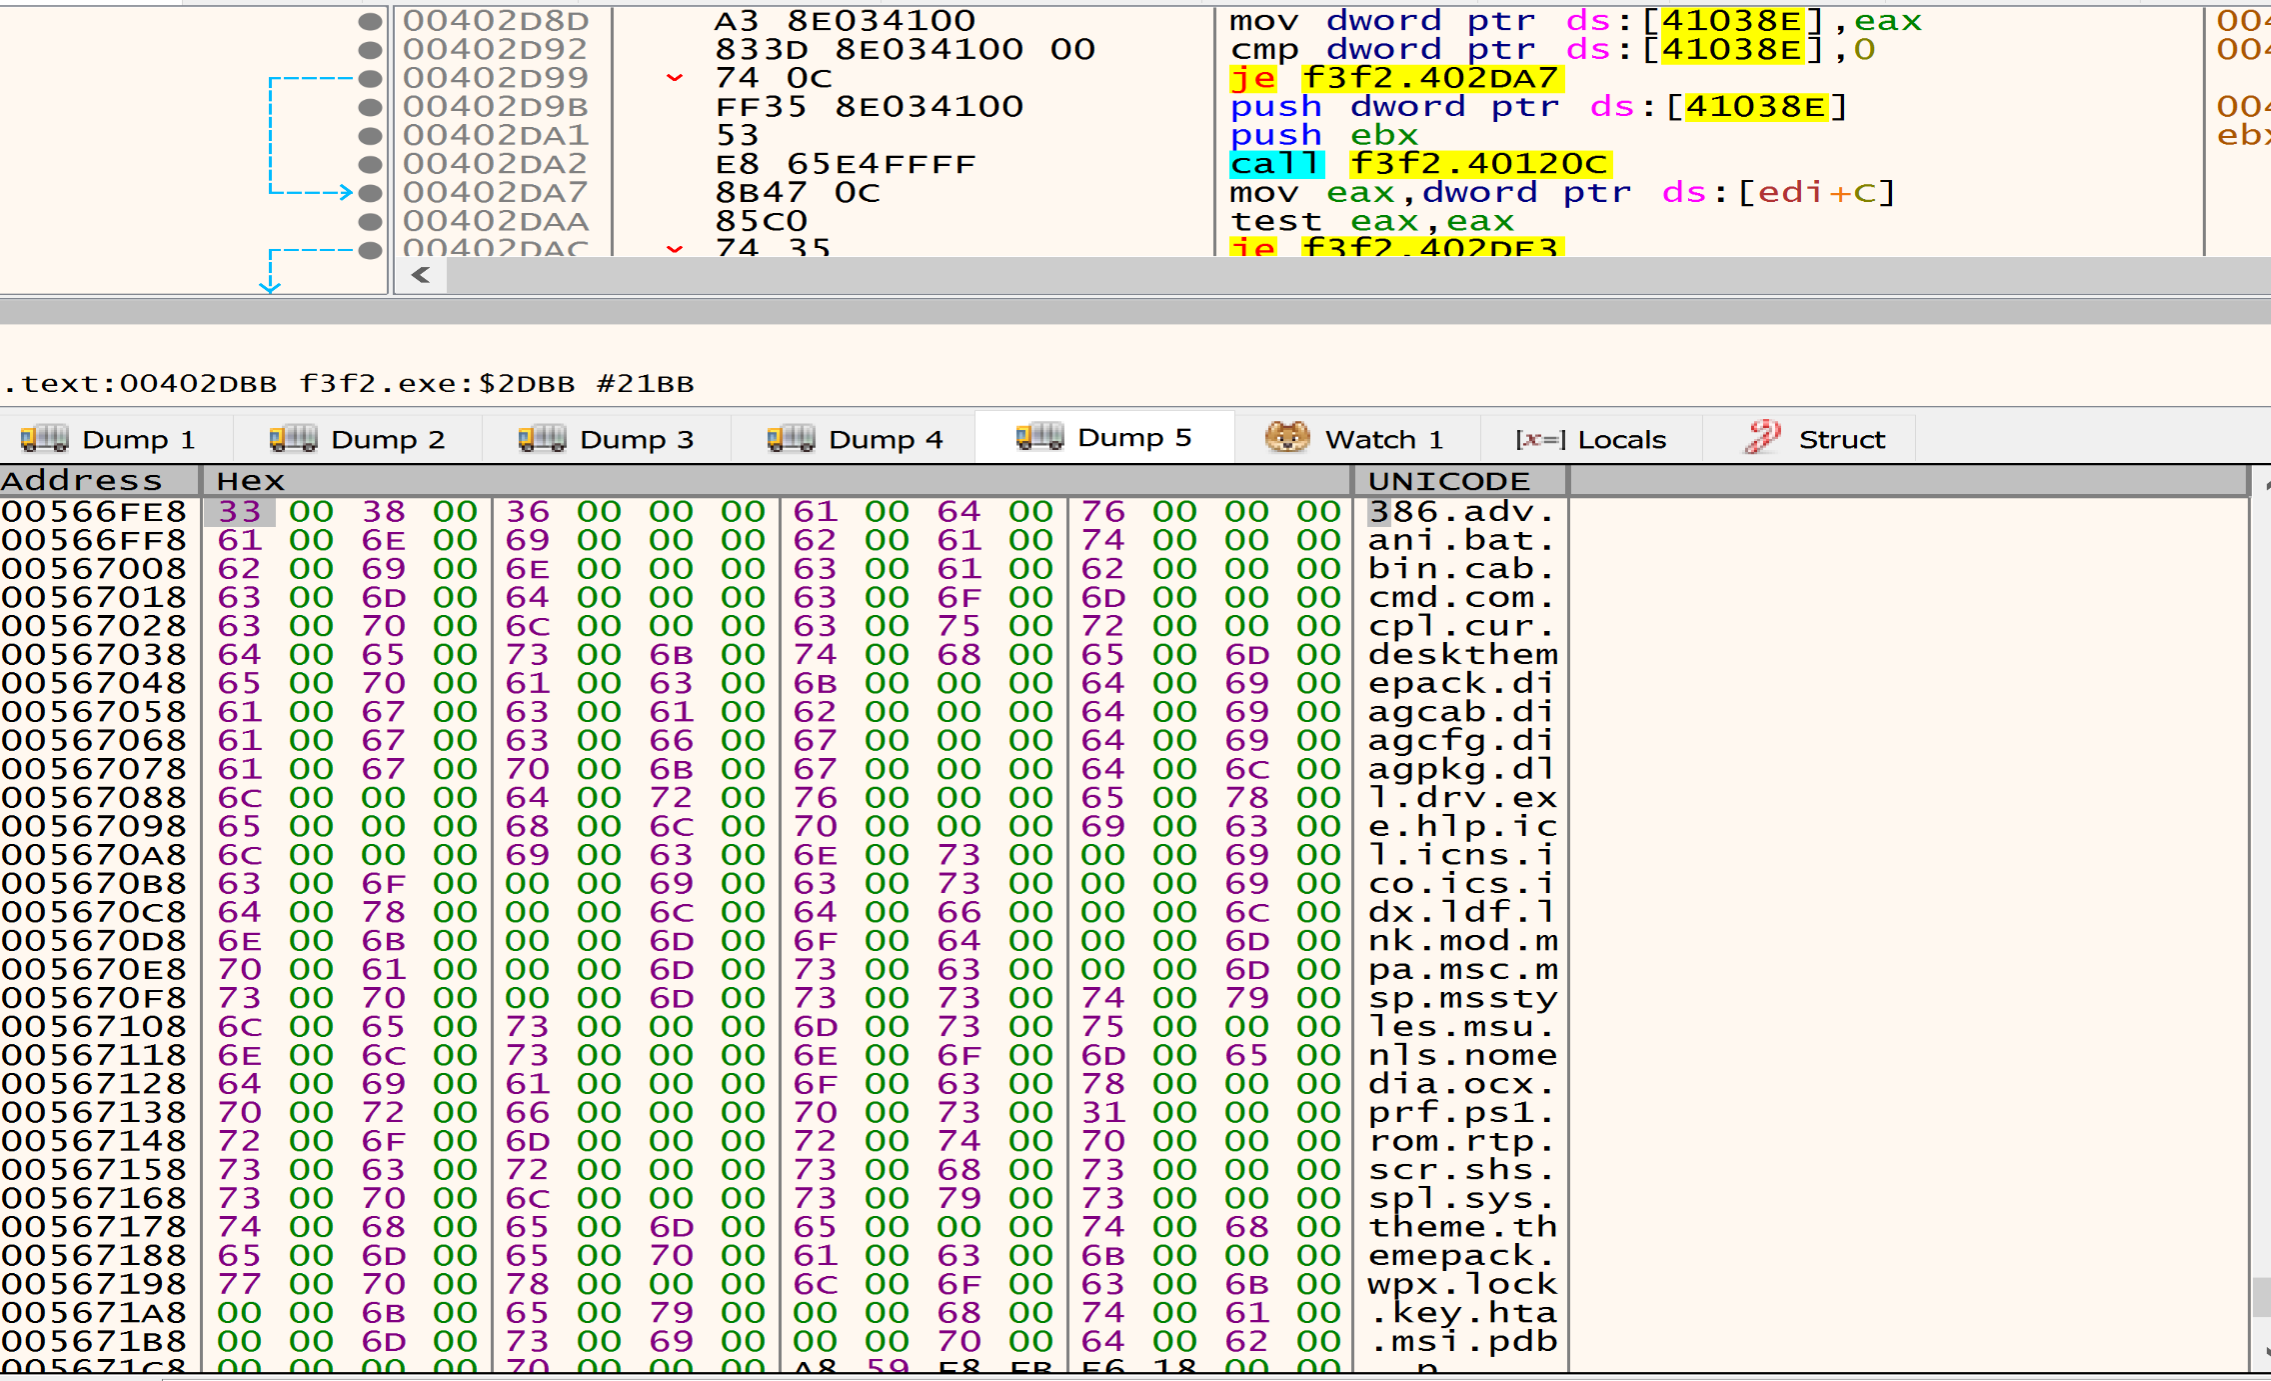 00402D8D A3 8E034100 mov dword ptr ds:[41038E],eax 004
00402D92 833D 8E034100 00 cmp dword ptr ds:[41038E],0 004
00402D99 74 0C je f3f2.402DA7
00402D9B FF35 8E034100 push dword ptr ds:[41038E] 004
00402DA1 53 push ebx ebx
00402DA2 E8 65E4FFFF call f3f2.40120C
00402DA7 8B47 0C mov eax,dword ptr ds:[edi+C]
00402DAA 85C0 test eax,eax
00402DAC 74 35 je f3f2.402DE3
.text:00402DBB f3f2.exe:$2DBB #21BB
Dump 1 Dump 2 Dump 3 Dump 4 Dump 5 Watch 1 [x=] Locals Struct
Address Hex UNICODE
00566FE8 33 00 38 00 36 00 00 00 61 00 64 00 76 00 00 00 386.adv.
00566FF8 61 00 6E 00 69 00 00 00 62 00 61 00 74 00 00 00 ani.bat.
00567008 62 00 69 00 6E 00 00 00 63 00 61 00 62 00 00 00 bin.cab.
00567018 63 00 6D 00 64 00 00 00 63 00 6F 00 6D 00 00 00 cmd.com.
00567028 63 00 70 00 6C 00 00 00 63 00 75 00 72 00 00 00 cpl.cur.
00567038 64 00 65 00 73 00 6B 00 74 00 68 00 65 00 6D 00 deskthem
00567048 65 00 70 00 61 00 63 00 6B 00 00 00 64 00 69 00 epack.di
00567058 61 00 67 00 63 00 61 00 62 00 00 00 64 00 69 00 agcab.di
00567068 61 00 67 00 63 00 66 00 67 00 00 00 64 00 69 00 agcfg.di
00567078 61 00 67 00 70 00 6B 00 67 00 00 00 64 00 6C 00 agpkg.dl
00567088 6C 00 00 00 64 00 72 00 76 00 00 00 65 00 78 00 l.drv.ex
00567098 65 00 00 00 68 00 6C 00 70 00 00 00 69 00 63 00 e.hlp.ic
005670A8 6C 00 00 00 69 00 63 00 6E 00 73 00 00 00 69 00 l.icns.i
005670B8 63 00 6F 00 00 00 69 00 63 00 73 00 00 00 69 00 co.ics.i
005670C8 64 00 78 00 00 00 6C 00 64 00 66 00 00 00 6C 00 dx.ldf.l
005670D8 6E 00 6B 00 00 00 6D 00 6F 00 64 00 00 00 6D 00 nk.mod.m
005670E8 70 00 61 00 00 00 6D 00 73 00 63 00 00 00 6D 00 pa.msc.m
005670F8 73 00 70 00 00 00 6D 00 73 00 73 00 74 00 79 00 sp.mssty
00567108 6C 00 65 00 73 00 00 00 6D 00 73 00 75 00 00 00 les.msu.
00567118 6E 00 6C 00 73 00 00 00 6E 00 6F 00 6D 00 65 00 nls.nome
00567128 64 00 69 00 61 00 00 00 6F 00 63 00 78 00 00 00 dia.ocx.
00567138 70 00 72 00 66 00 00 00 70 00 73 00 31 00 00 00 prf.ps1.
00567148 72 00 6F 00 6D 00 00 00 72 00 74 00 70 00 00 00 rom.rtp.
00567158 73 00 63 00 72 00 00 00 73 00 68 00 73 00 00 00 scr.shs.
00567168 73 00 70 00 6C 00 00 00 73 00 79 00 73 00 00 00 spl.sys.
00567178 74 00 68 00 65 00 6D 00 65 00 00 00 74 00 68 00 theme.th
00567188 65 00 6D 00 65 00 70 00 61 00 63 00 6B 00 00 00 emepack.
00567198 77 00 70 00 78 00 00 00 6C 00 6F 00 63 00 6B 00 wpx.lock
005671A8 00 00 6B 00 65 00 79 00 00 00 68 00 74 00 61 00 .key.hta
005671B8 00 00 6D 00 73 00 69 00 00 00 70 00 64 00 62 00 .msi.pdb
005671C8 00 00 00 00 70 00 00 00 A8 59 E8 EB E6 18 00 00